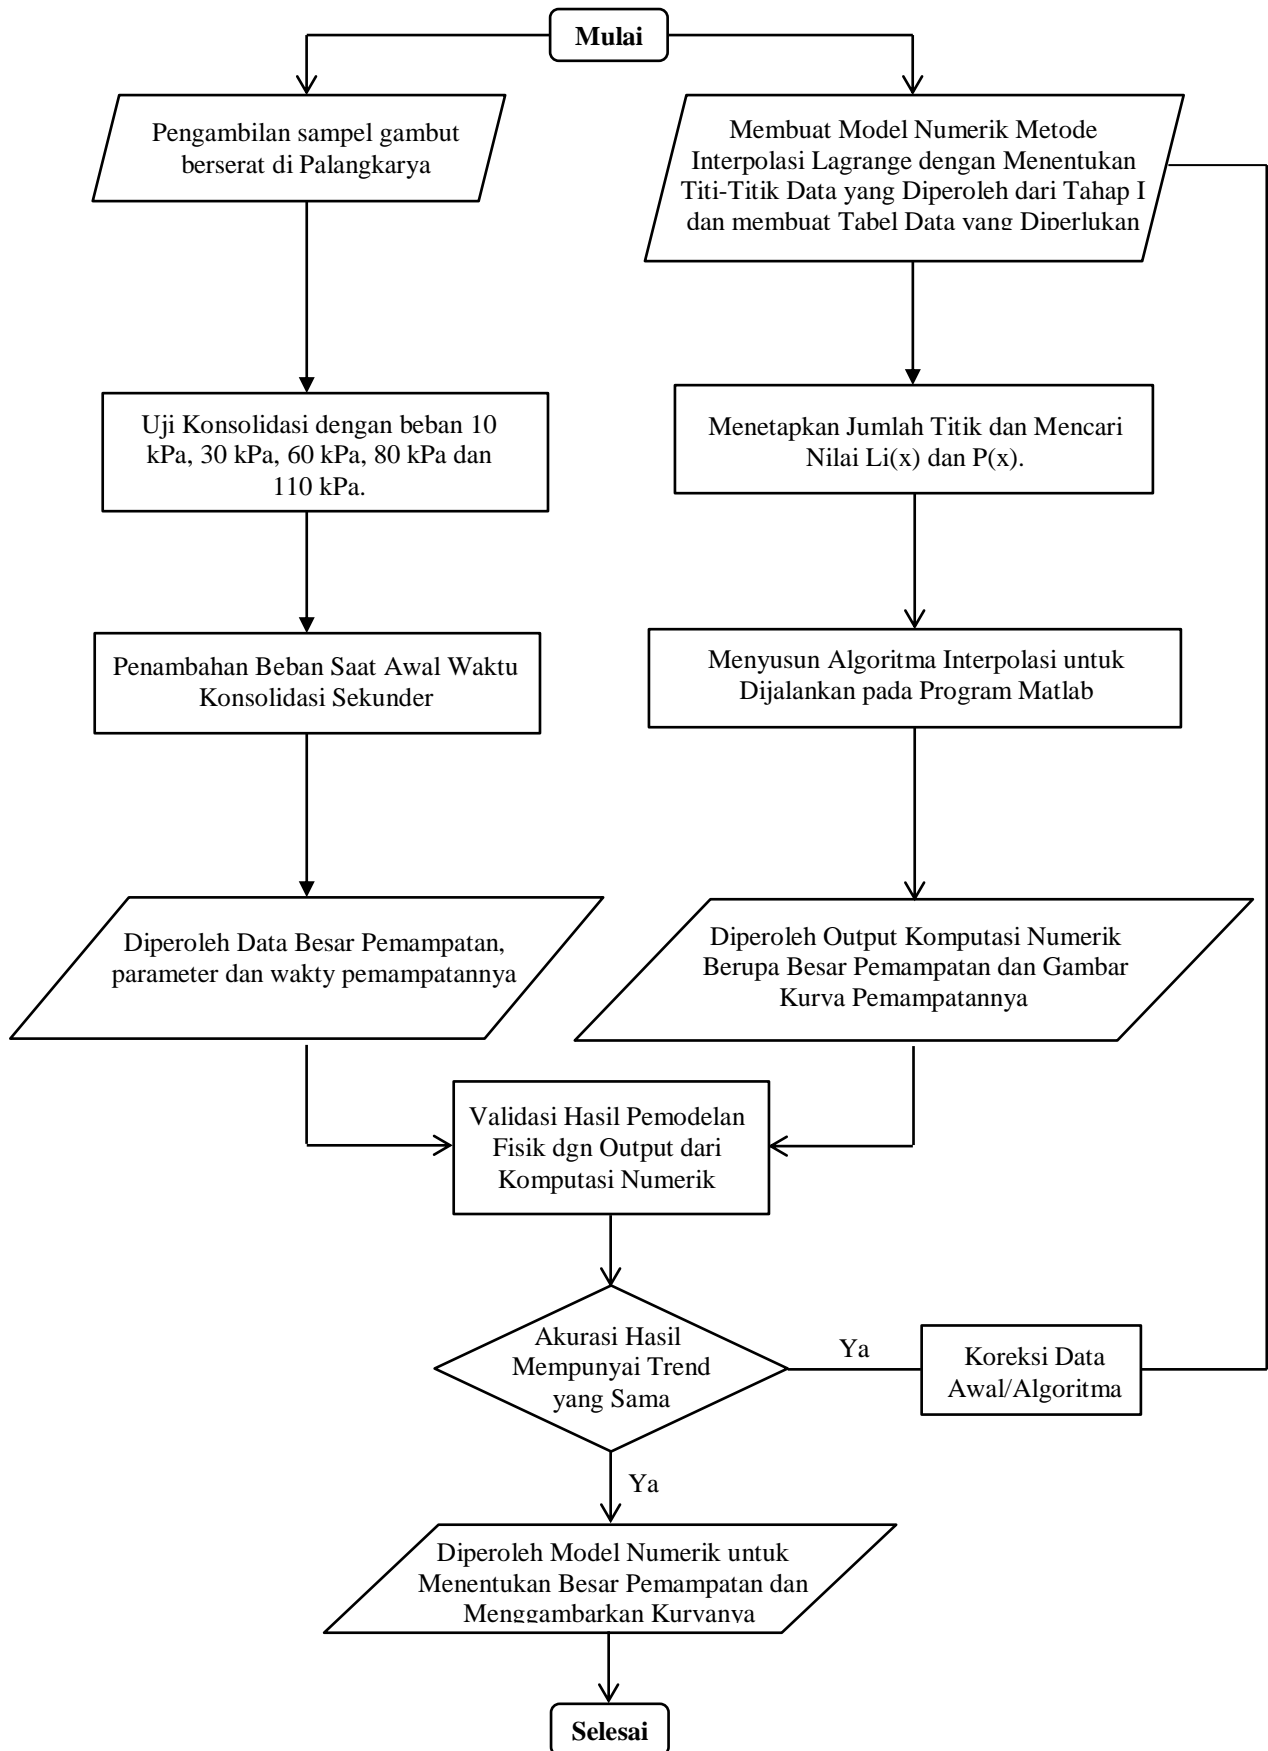 Mulai
Pengambilan sampel gambut
berserat di Palangkarya
Membuat Model Numerik Metode
Interpolasi Lagrange dengan Menentukan
Titi-Titik Data yang Diperoleh dari Tahap I
dan membuat Tabel Data yang Diperlukan
Uji Konsolidasi dengan beban 10
kPa, 30 kPa, 60 kPa, 80 kPa dan
110 kPa.
Menetapkan Jumlah Titik dan Mencari
Nilai Li(x) dan P(x).
Penambahan Beban Saat Awal Waktu
Konsolidasi Sekunder
Menyusun Algoritma Interpolasi untuk
Dijalankan pada Program Matlab
Diperoleh Data Besar Pemampatan,
parameter dan wakty pemampatannya
Diperoleh Output Komputasi Numerik
Berupa Besar Pemampatan dan Gambar
Kurva Pemampatannya
Validasi Hasil Pemodelan
Fisik dgn Output dari
Komputasi Numerik
Akurasi Hasil
Mempunyai Trend
yang Sama
Ya
Koreksi Data
Awal/Algoritma
Ya
Diperoleh Model Numerik untuk
Menentukan Besar Pemampatan dan
Menggambarkan Kurvanya
Selesai